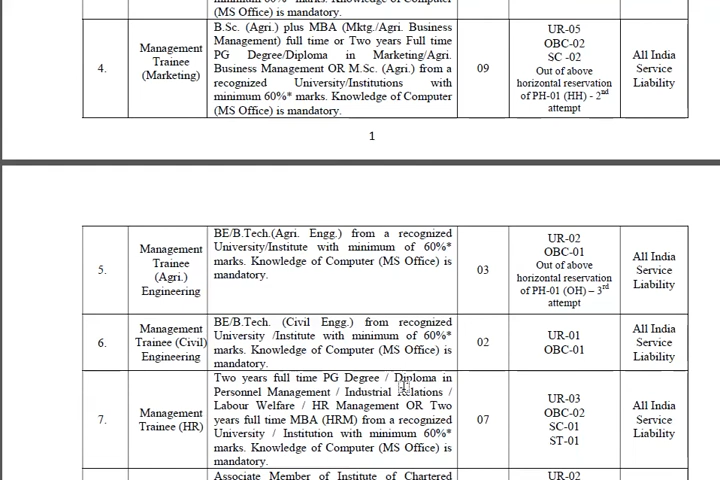 minimum 60%* marks. Knowledge of Computer
(MS Office) is mandatory.
4.
Management
Trainee
(Marketing)
B.Sc. (Agri.) plus MBA (Mktg./Agri. Business
Management) full time or Two years Full time
PG Degree/Diploma in Marketing/Agri.
Business Management OR M.Sc. (Agri.) from a
recognized University/Institutions with
minimum 60%* marks. Knowledge of Computer
(MS Office) is mandatory.
09
UR-05
OBC-02
SC -02
Out of above
horizontal reservation
of PH-01 (HH) - 2nd
attempt
All India
Service
Liability
1
5.
Management
Trainee
(Agri.)
Engineering
BE/B.Tech.(Agri. Engg.) from a recognized
University/Institute with minimum of 60%*
marks. Knowledge of Computer (MS Office) is
mandatory.
03
UR-02
OBC-01
Out of above
horizontal reservation
of PH-01 (OH) – 3rd
attempt
All India
Service
Liability
6.
Management
Trainee (Civil)
Engineering
BE/B.Tech. (Civil Engg.) from recognized
University /Institute with minimum of 60%*
marks. Knowledge of Computer (MS Office) is
mandatory.
02
UR-01
OBC-01
All India
Service
Liability
7.
Management
Trainee (HR)
Two years full time PG Degree / Diploma in
Personnel Management / Industrial Relations /
Labour Welfare / HR Management OR Two
years full time MBA (HRM) from a recognized
University / Institution with minimum 60%*
marks. Knowledge of Computer (MS Office) is
mandatory.
07
UR-03
OBC-02
SC-01
ST-01
All India
Service
Liability
Associate Member of Institute of Chartered
UR-02